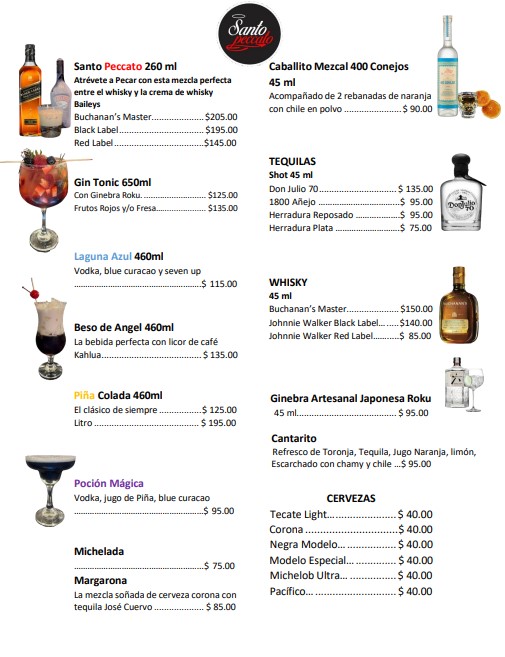 Santo
peccato
Santo Peccato 260 ml
Atrévete a Pecar con esta mezcla perfecta
entre el whisky y la crema de whisky
Baileys
Buchanan's Master..............$205.00
Black Label........................$195.00
Red Label.........................$145.00
Gin Tonic 650ml
Con Ginebra Roku. ........................$125.00
Frutos Rojos y/o Fresa..................$135.00
Laguna Azul 460ml
Vodka, blue curacao y seven up
.........................................$ 115.00
Beso de Angel 460ml
La bebida perfecta con licor de café
Kahlua...............................$ 135.00
Piña Colada 460ml
El clásico de siempre .............$ 125.00
Litro ................................$ 195.00
Poción Mágica
Vodka, jugo de Piña, blue curacao
..........................................$ 95.00
Michelada
..........................................$ 75.00
Margarona
La mezcla soñada de cerveza corona con
tequila José Cuervo ...................$ 85.00
Caballito Mezcal 400 Conejos
45 ml
Acompañado de 2 rebanadas de naranja
con chile en polvo .....................$ 90.00
TEQUILAS
Shot 45 ml
Don Julio 70..........................$ 135.00
1800 Añejo ..........................$ 95.00
Herradura Reposado ............$ 95.00
Herradura Plata ...................$ 75.00
DonJulio
70
WHISKY
45 ml
Buchanan's Master.................$150.00
Johnnie Walker Black Label... .....$140.00
Johnnie Walker Red Label..........$ 85.00
Ginebra Artesanal Japonesa Roku
45 ml................................$ 95.00
Cantarito
Refresco de Toronja, Tequila, Jugo Naranja, limón,
Escarchado con chamy y chile ...$ 95.00
CERVEZAS
Tecate Light..................$ 40.00
Corona .........................$ 40.00
Negra Modelo... ............$ 40.00
Modelo Especial... .........$ 40.00
Michelob Ultra... ...........$ 40.00
Pacífico... .....................$ 40.00